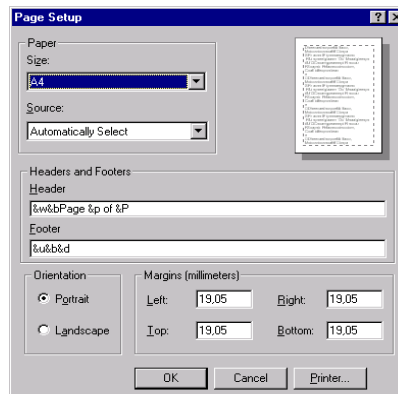 Page Setup
Paper
Size:
A4
Source:
Automatically Select
Headers and Footers
Header
&w&bPage &p of &P
Footer
&u&b&d
Orientation
Portrait
Landscape
Margins (millimeters)
Left: 19,05 Right: 19,05
Top: 19,05 Bottom: 19,05
OK Cancel Printer...